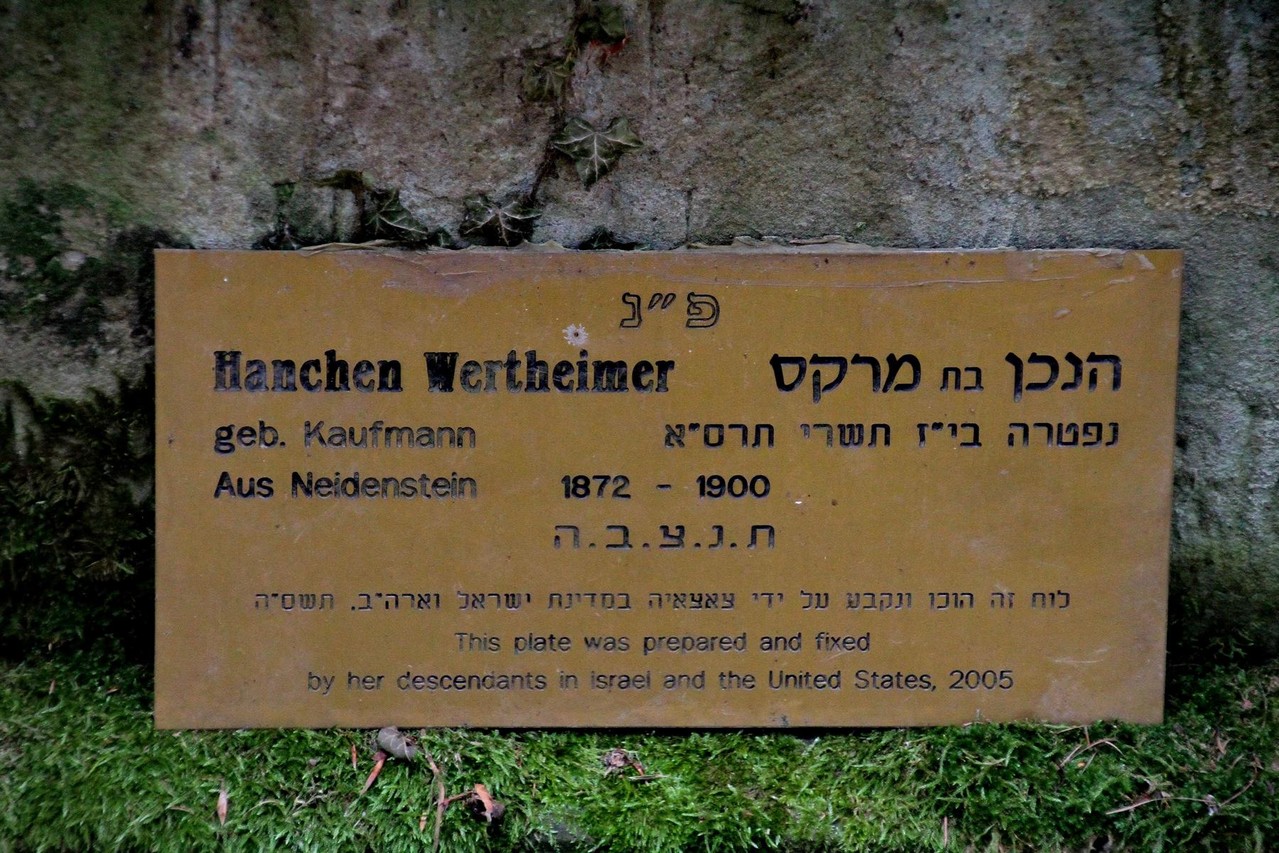 פ״נ
Hanchen Wertheimer הנכן בת מרקס
geb. Kaufmann נפטרה בי״ז תשרי תרס״א
Aus Neidenstein 1872 - 1900
ת.נ.צ.ב.ה
לוח זה הוכן ונקבע על ידי צאצאיה במדינת ישראל וארה״ב. תשס״ה
This plate was prepared and fixed
by her descendants in Israel and the United States, 2005